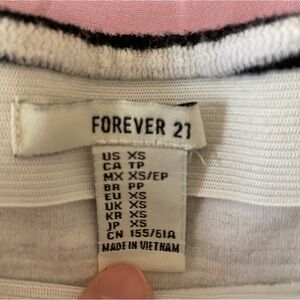 FOREVER 21
US XS
CA TP
MX XS/EP
BR PP
EU XS
UK XS
KR XS
JP XS
CN 155/61A
MADE IN VIETNAM